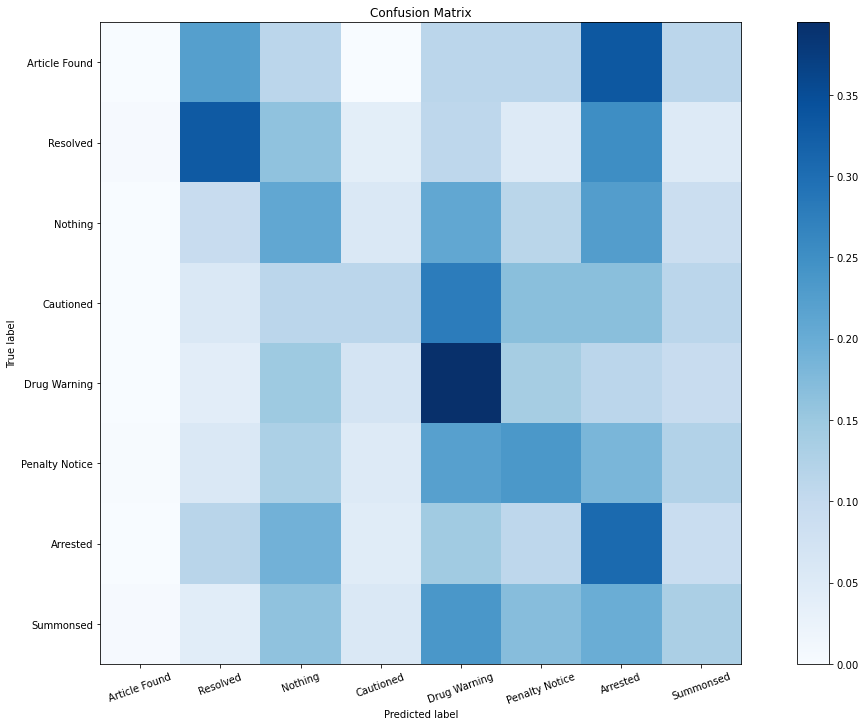 Confusion Matrix
Article Found
Resolved
Nothing
Cautioned
Drug Warning
Penalty Notice
Arrested
Summonsed
True label
Article Found
Resolved
Nothing
Cautioned
Drug Warning
Penalty Notice
Arrested
Summonsed
Predicted label
0.35
0.30
0.25
0.20
0.15
0.10
0.05
0.00